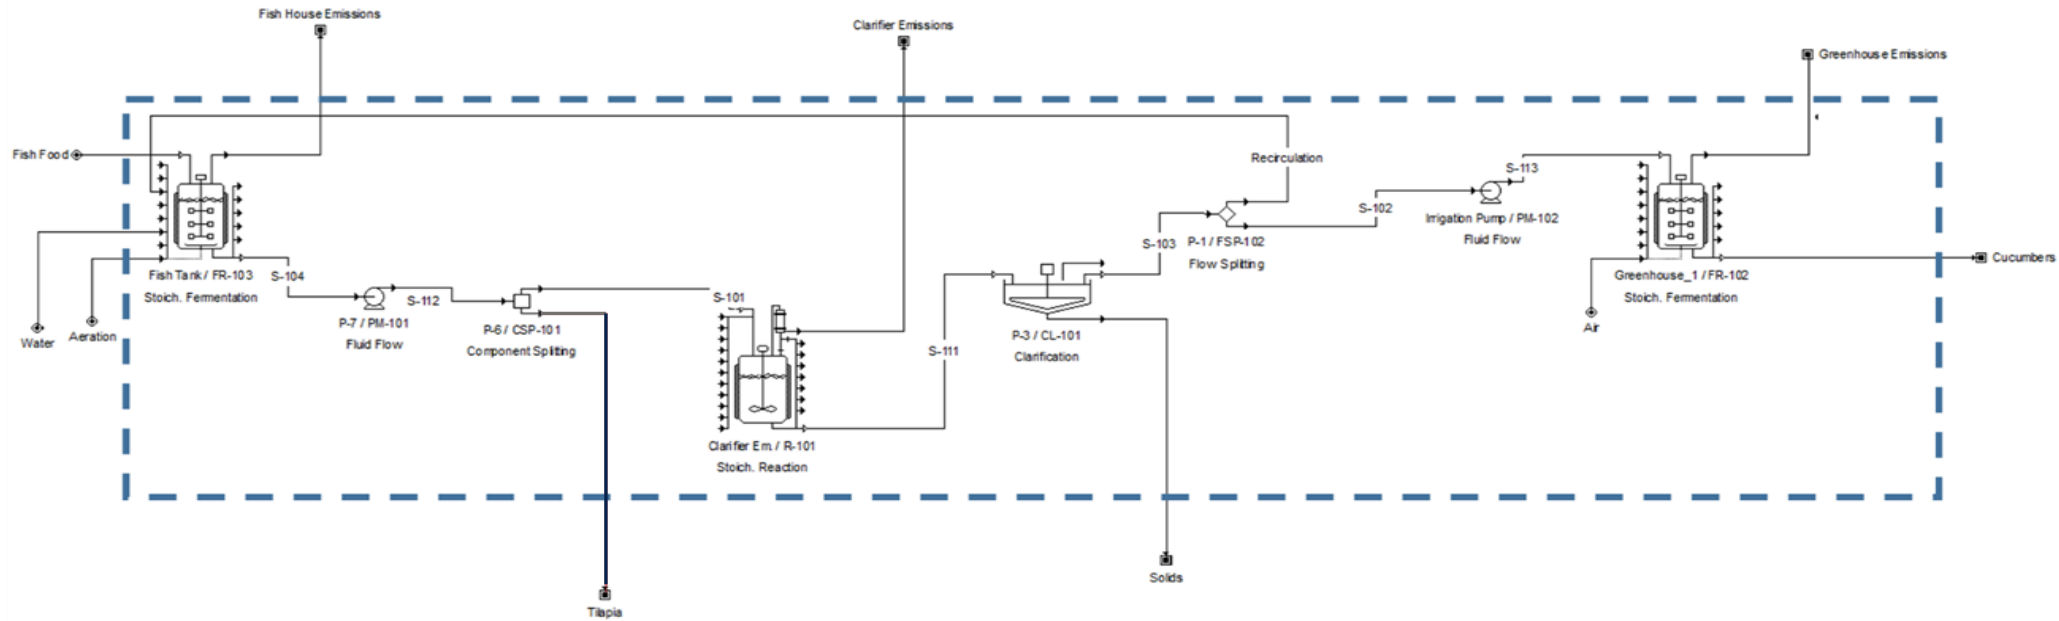 Fish House Emissions
Clarifier Emissions
Greenhouse Emissions
Fish Food
Recirculation
S-113
S-102
Irrigation Pump / PM-102
Fluid Flow
S-103
P-1 / FSP-102
Flow Splitting
Cucumbers
Fish Tank / FR-103
Stoich. Fermentation
S-104
Greenhouse_1 / FR-102
Stoich. Fermentation
S-112
S-101
P-7 / PM-101
Fluid Flow
P-6 / CSP-101
Component Splitting
Water
Aeration
Air
P-3 / CL-101
Clarification
S-111
Clarifier Em. / R-101
Stoich. Reaction
Solids
Tilapia